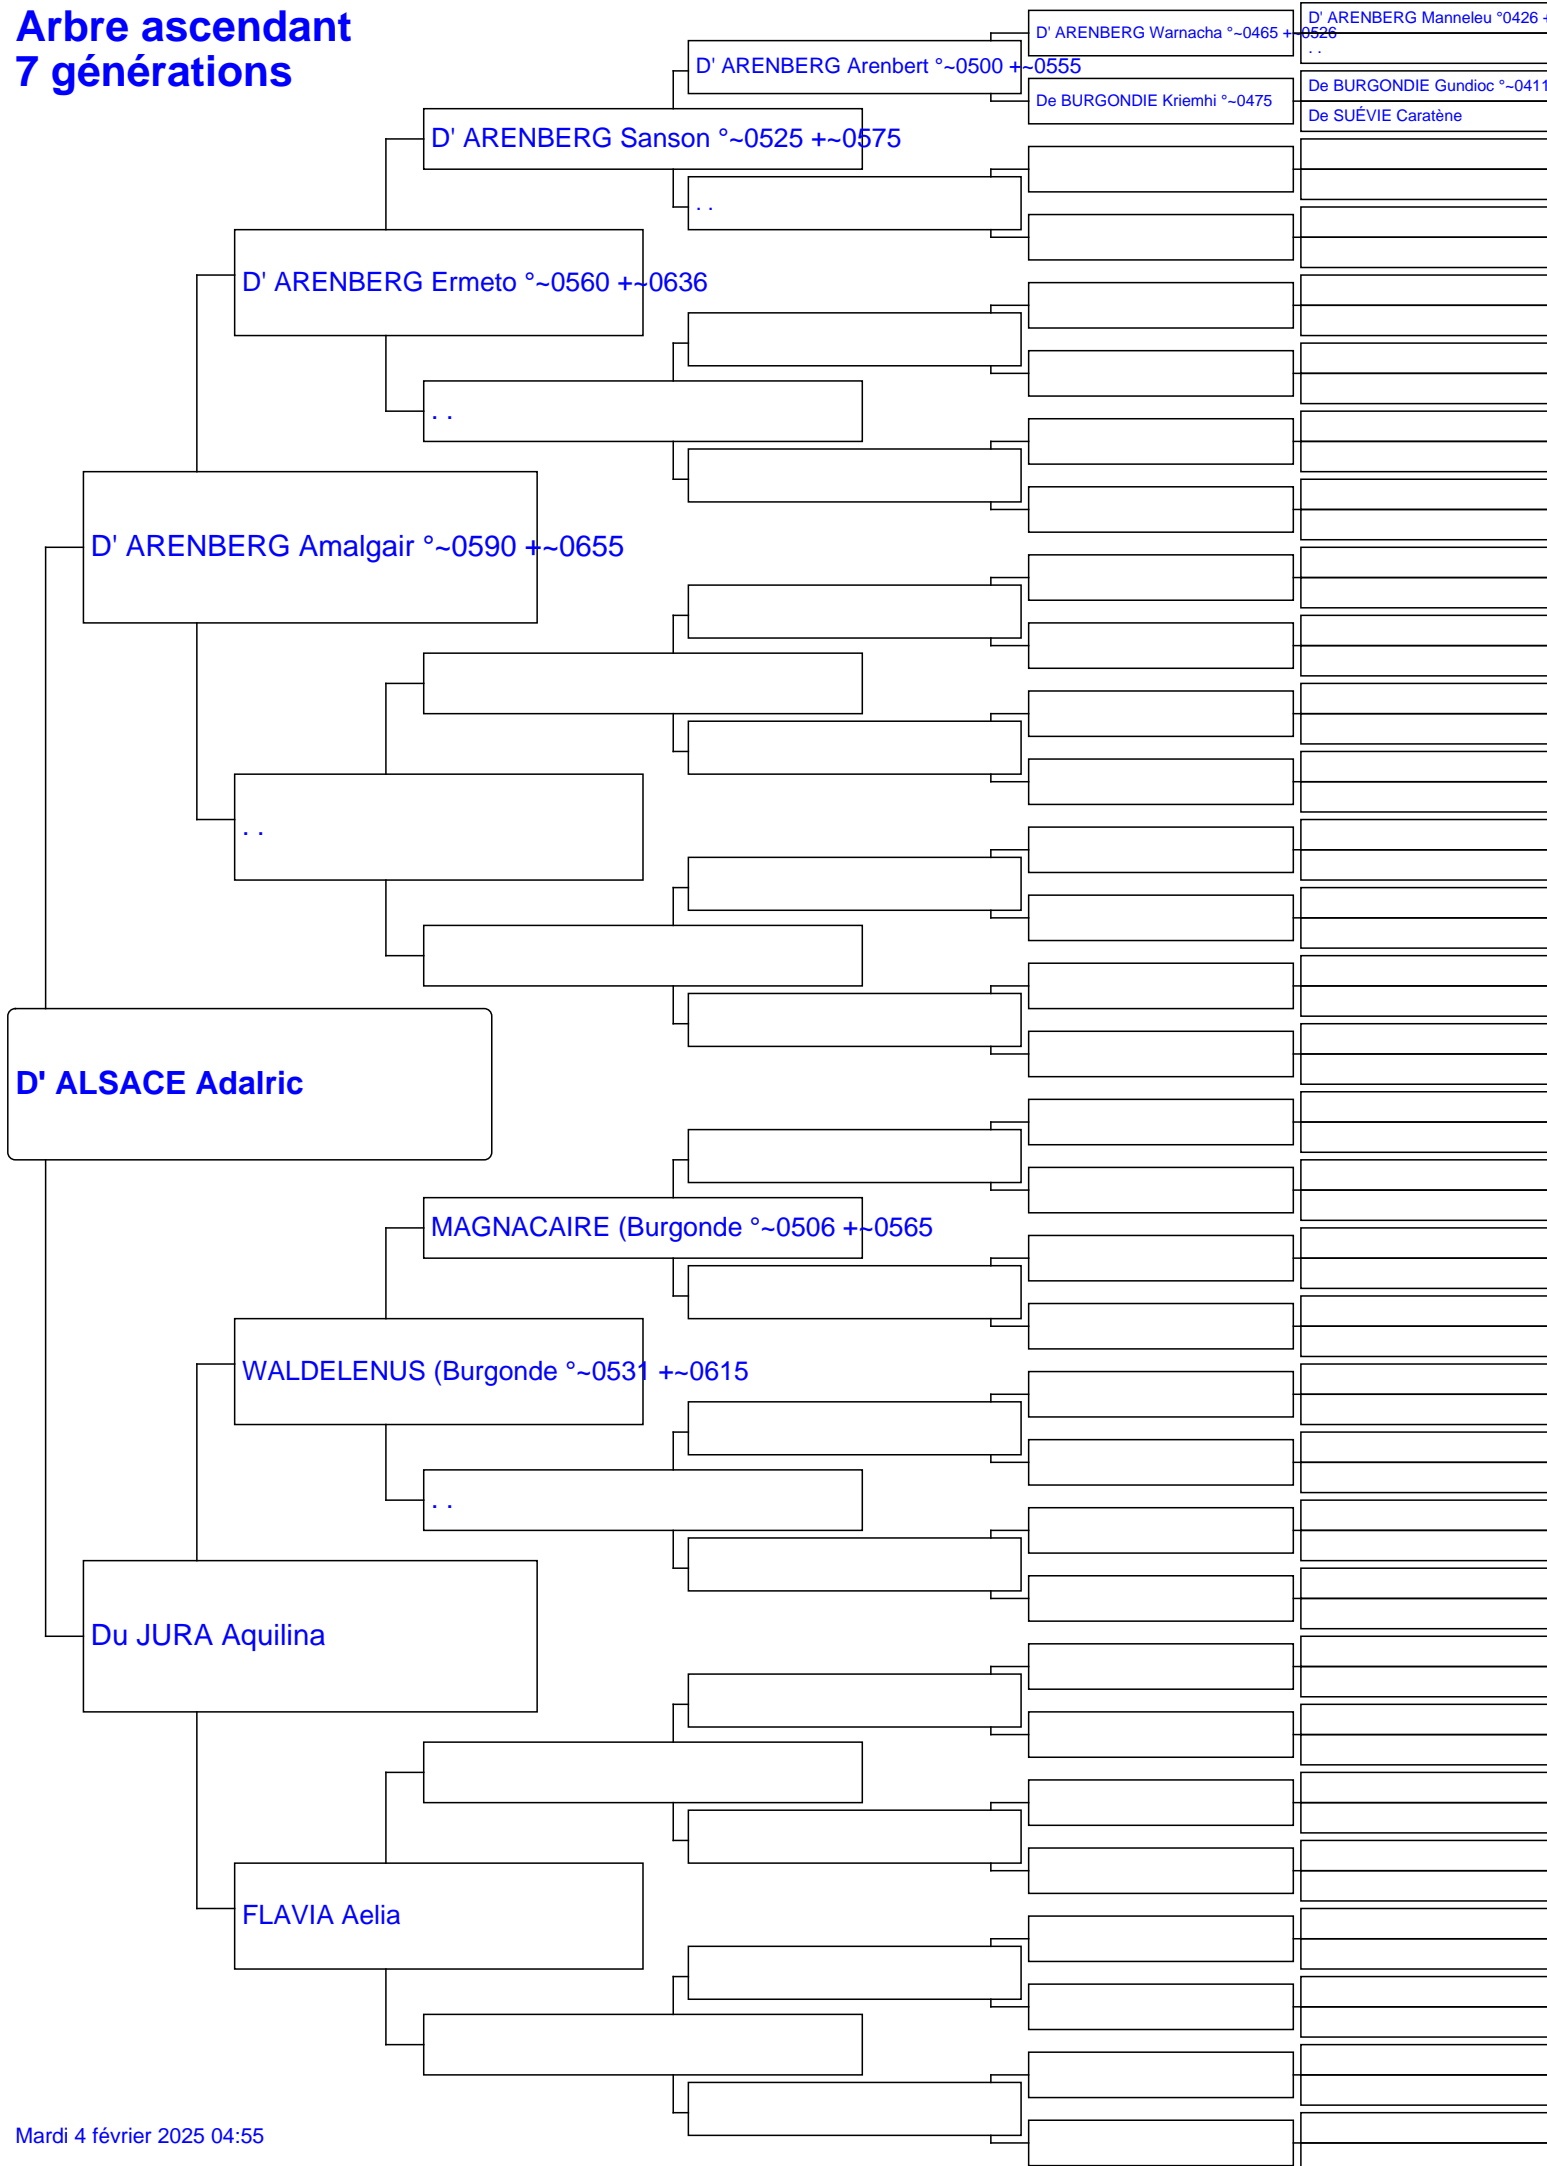 Arbre ascendant
7 générations
D' ARENBERG Manneleu °0426 +
. .
D' ARENBERG Warnacha °~0465 +~0526
D' ARENBERG Arenbert °~0500 +~0555
De BURGONDIE Gundioc °~0411
De BURGONDIE Kriemhi °~0475
De SUÉVIE Caratène
D' ARENBERG Sanson °~0525 +~0575
. .
D' ARENBERG Ermeto °~0560 +~0636
. .
D' ARENBERG Amalgair °~0590 +~0655
. .
D' ALSACE Adalric
MAGNACAIRE (Burgonde °~0506 +~0565
WALDELENUS (Burgonde °~0531 +~0615
. .
Du JURA Aquilina
FLAVIA Aelia
Mardi 4 février 2025 04:55